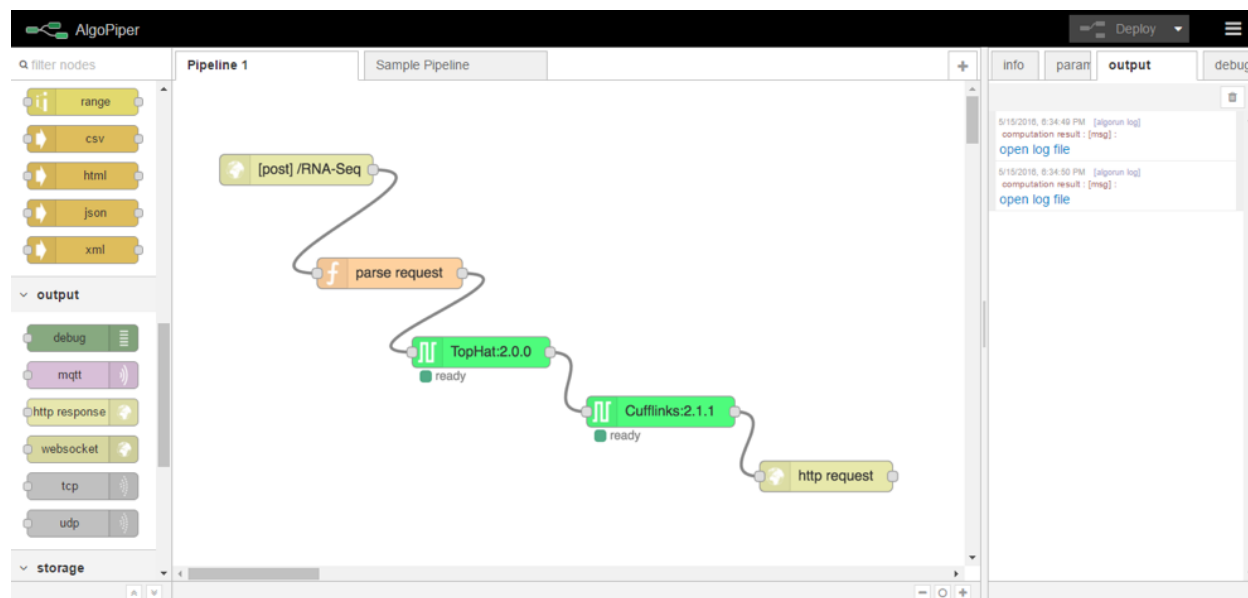 AlgoPiper
Deploy
filter nodes
Pipeline 1
Sample Pipeline
info
param
output
debug
range
csv
html
json
xml
output
debug
mqtt
http response
websocket
tcp
udp
storage
[post] /RNA-Seq
parse request
TopHat:2.0.0
ready
Cufflinks:2.1.1
ready
http request
5/15/2016, 6:34:49 PM [algorun log]
computation result : [msg] :
open log file
5/15/2016, 6:34:50 PM [algorun log]
computation result : [msg] :
open log file